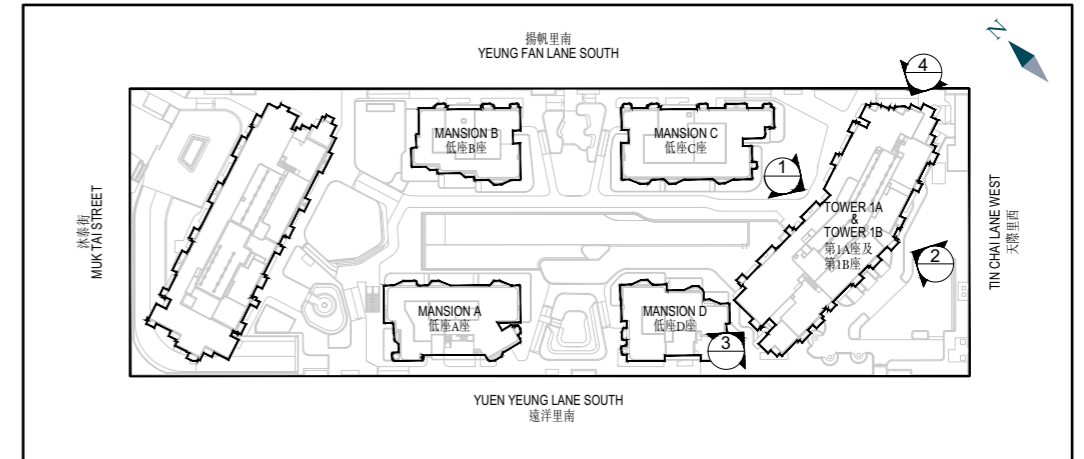 揚帆里南
YEUNG FAN LANE SOUTH
N
4
MANSION B
低座B座
MANSION C
低座C座
1
沐泰街
MUK TAI STREET
TOWER 1A
&
TOWER 1B
第1A座及
第1B座
2
TIN CHAI LANE WEST
天際里西
MANSION A
低座A座
MANSION D
低座D座
3
YUEN YEUNG LANE SOUTH
遠洋里南